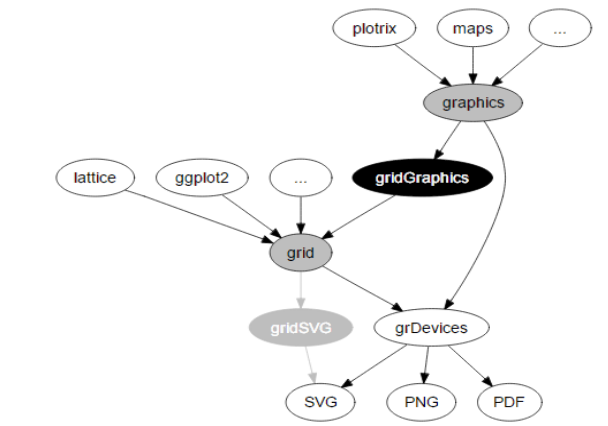 plotrix
maps
...
graphics
lattice
ggplot2
...
gridGraphics
grid
gridSVG
grDevices
SVG
PNG
PDF